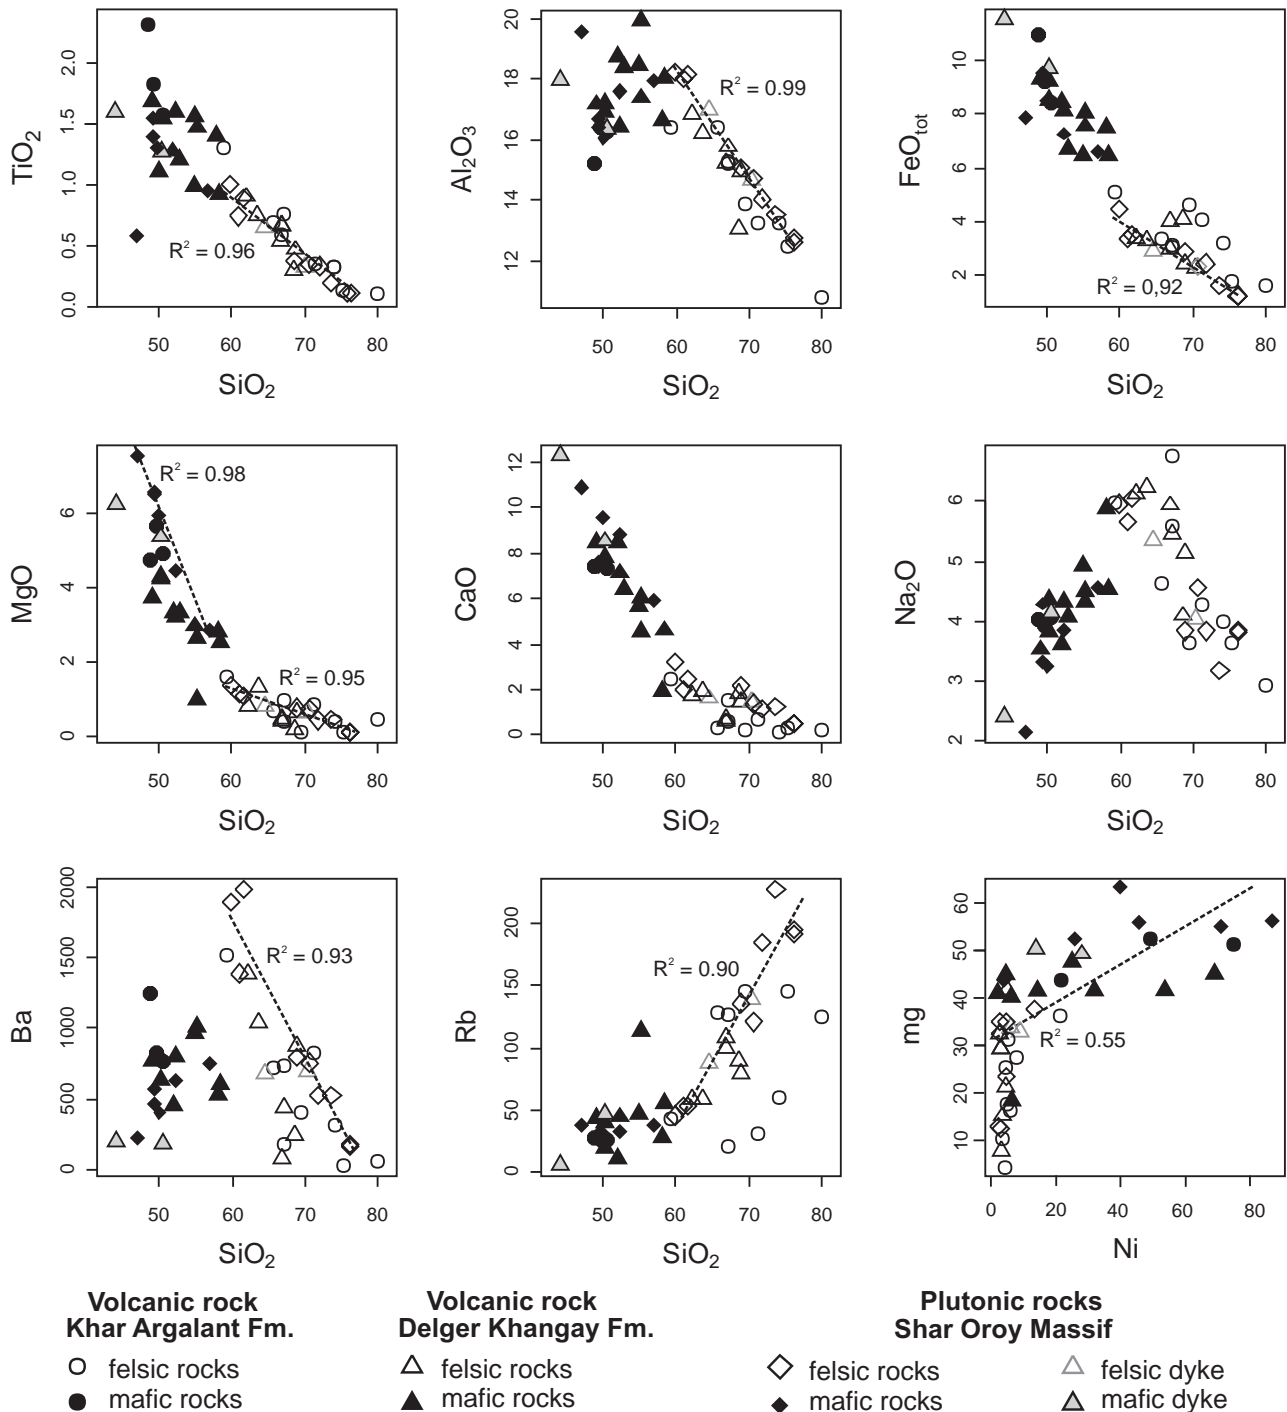 TiO2
0.0 0.5 1.0 1.5 2.0
R2 = 0.96
50 60 70 80
SiO2
Al2O3
12 14 16 18 20
R2 = 0.99
50 60 70 80
SiO2
FeOtot
2 4 6 8 10
R2 = 0,92
50 60 70 80
SiO2
MgO
0 2 4 6
R2 = 0.98
R2 = 0.95
50 60 70 80
SiO2
CaO
0 2 4 6 8 10 12
50 60 70 80
SiO2
Na2O
2 3 4 5 6
50 60 70 80
SiO2
Ba
0 500 1000 1500 2000
R2 = 0.93
50 60 70 80
SiO2
Rb
0 50 100 150 200
R2 = 0.90
50 60 70 80
SiO2
mg
10 20 30 40 50 60
R2 = 0.55
0 20 40 60 80
Ni
Volcanic rock
Khar Argalant Fm.
felsic rocks
mafic rocks
Volcanic rock
Delger Khangay Fm.
felsic rocks
mafic rocks
Plutonic rocks
Shar Oroy Massif
felsic rocks
mafic rocks
felsic dyke
mafic dyke